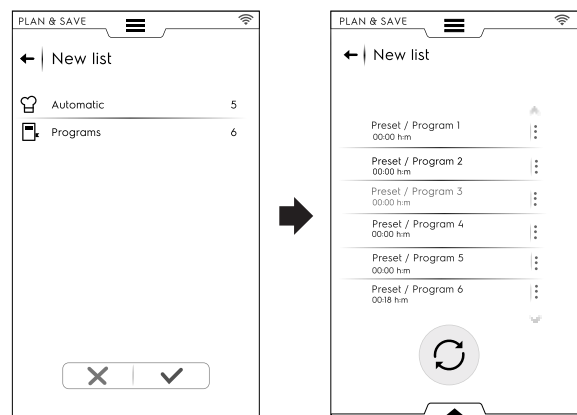 PLAN & SAVE
New list
Automatic 5
Programs 6
PLAN & SAVE
New list
Preset / Program 1
00:00 h:m
Preset / Program 2
00:00 h:m
Preset / Program 3
00:00 h:m
Preset / Program 4
00:00 h:m
Preset / Program 5
00:00 h:m
Preset / Program 6
00:18 h:m